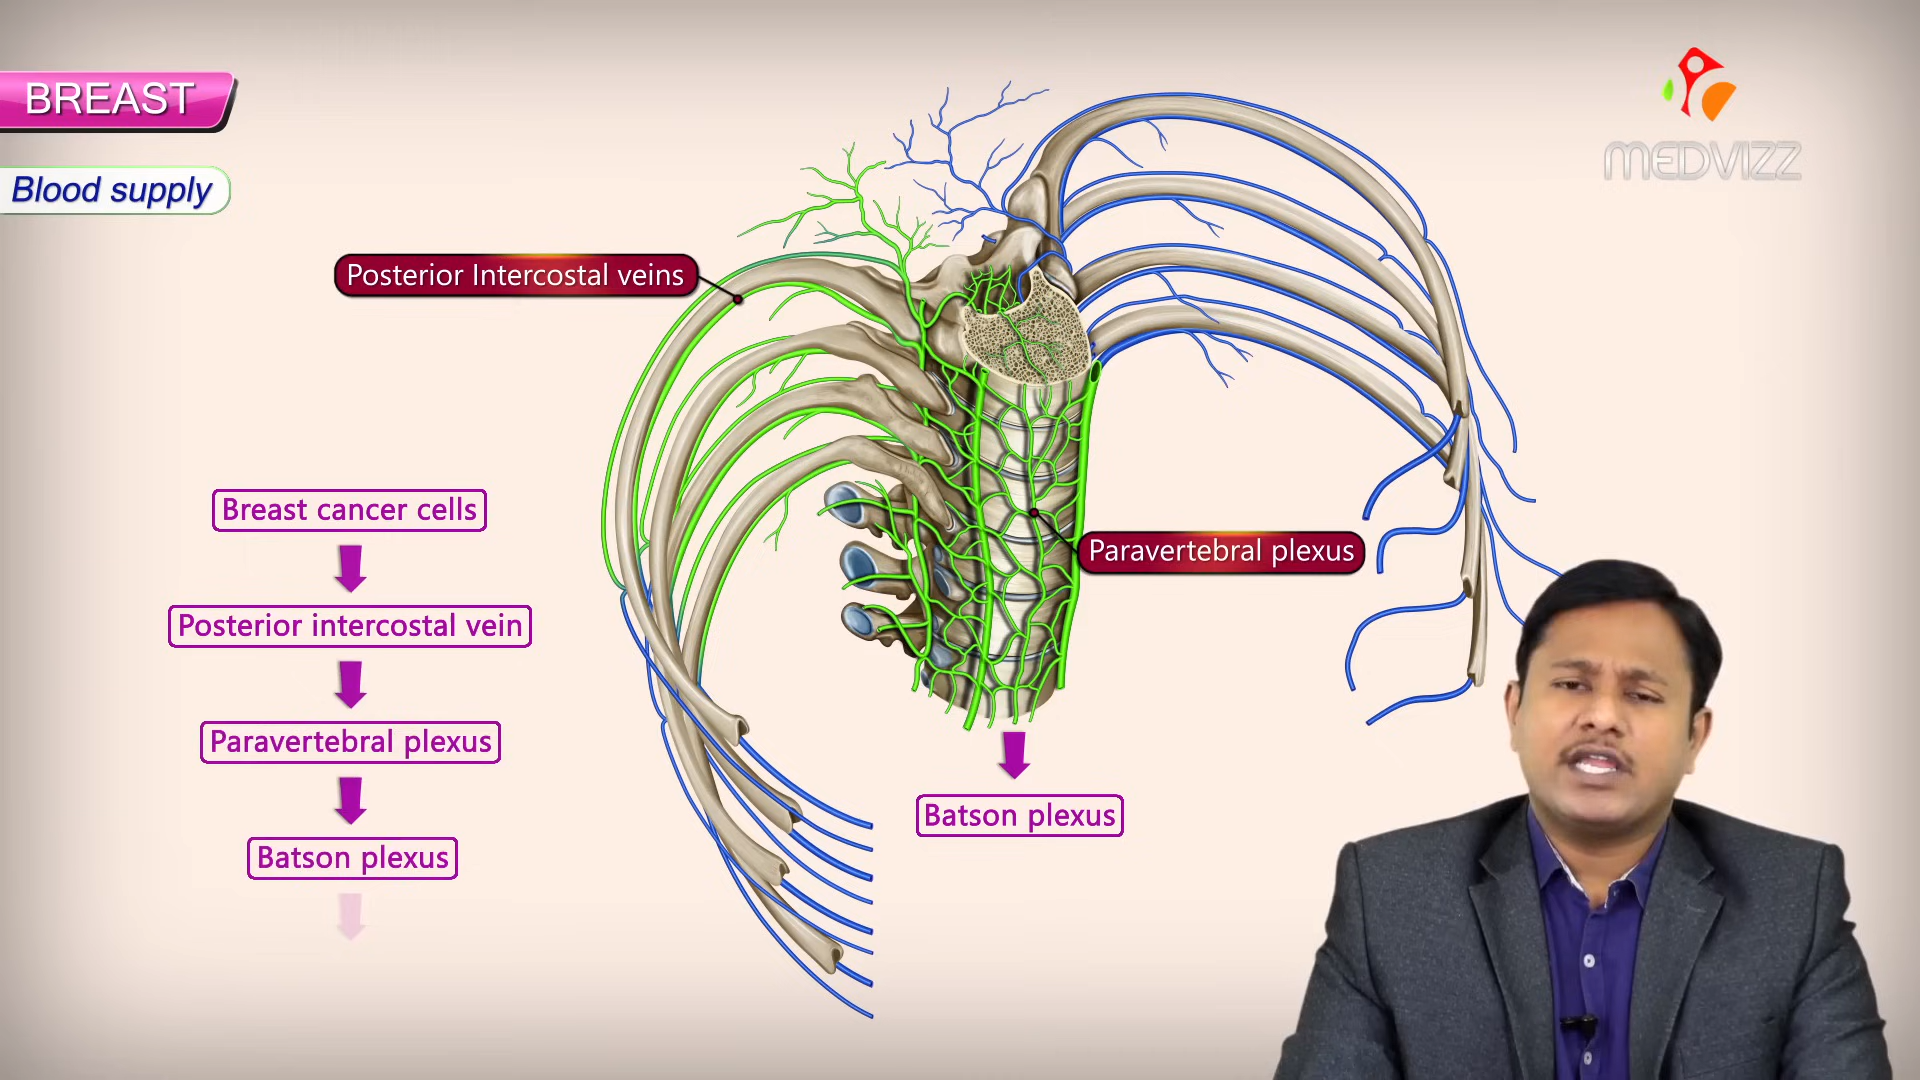 BREAST
Blood supply
MEDVIZZ
Posterior Intercostal veins
Paravertebral plexus
Breast cancer cells
Posterior intercostal vein
Paravertebral plexus
Batson plexus
Batson plexus